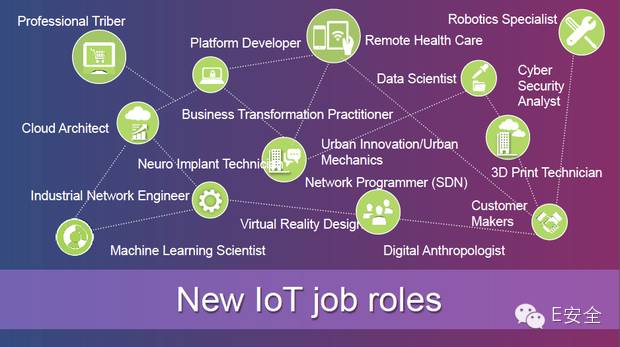 Professional Triber
Robotics Specialist
Platform Developer
Remote Health Care
Data Scientist
Cyber
Security
Analyst
Business Transformation Practitioner
Cloud Architect
Urban Innovation/Urban
Mechanics
Neuro Implant Technician
3D Print Technician
Network Programmer (SDN)
Industrial Network Engineer
Customer
Makers
Virtual Reality Design
Machine Learning Scientist
Digital Anthropologist
New IoT job roles
E安全